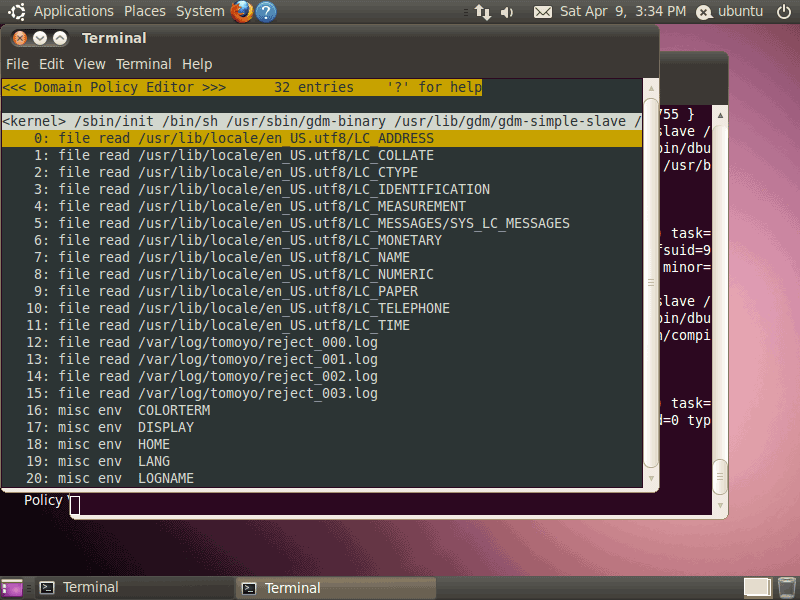 Applications Places System ? Sat Apr 9, 3:34 PM ubuntu
Terminal
File Edit View Terminal Help
<<< Domain Policy Editor >>> 32 entries '?' for help
<kernel> /sbin/init /bin/sh /usr/sbin/gdm-binary /usr/lib/gdm/gdm-simple-slave /
0: file read /usr/lib/locale/en_US.utf8/LC_ADDRESS
1: file read /usr/lib/locale/en_US.utf8/LC_COLLATE
2: file read /usr/lib/locale/en_US.utf8/LC_CTYPE
3: file read /usr/lib/locale/en_US.utf8/LC_IDENTIFICATION
4: file read /usr/lib/locale/en_US.utf8/LC_MEASUREMENT
5: file read /usr/lib/locale/en_US.utf8/LC_MESSAGES/SYS_LC_MESSAGES
6: file read /usr/lib/locale/en_US.utf8/LC_MONETARY
7: file read /usr/lib/locale/en_US.utf8/LC_NAME
8: file read /usr/lib/locale/en_US.utf8/LC_NUMERIC
9: file read /usr/lib/locale/en_US.utf8/LC_PAPER
10: file read /usr/lib/locale/en_US.utf8/LC_TELEPHONE
11: file read /usr/lib/locale/en_US.utf8/LC_TIME
12: file read /var/log/tomoyo/reject_000.log
13: file read /var/log/tomoyo/reject_001.log
14: file read /var/log/tomoyo/reject_002.log
15: file read /var/log/tomoyo/reject_003.log
16: misc env COLORTERM
17: misc env DISPLAY
18: misc env HOME
19: misc env LANG
20: misc env LOGNAME
755 }
slave /
bin/dbu
/usr/b
task=
fsuid=9
minor=
slave /
bin/dbu
/compi
task=
d=0 typ
Policy
Terminal
Terminal